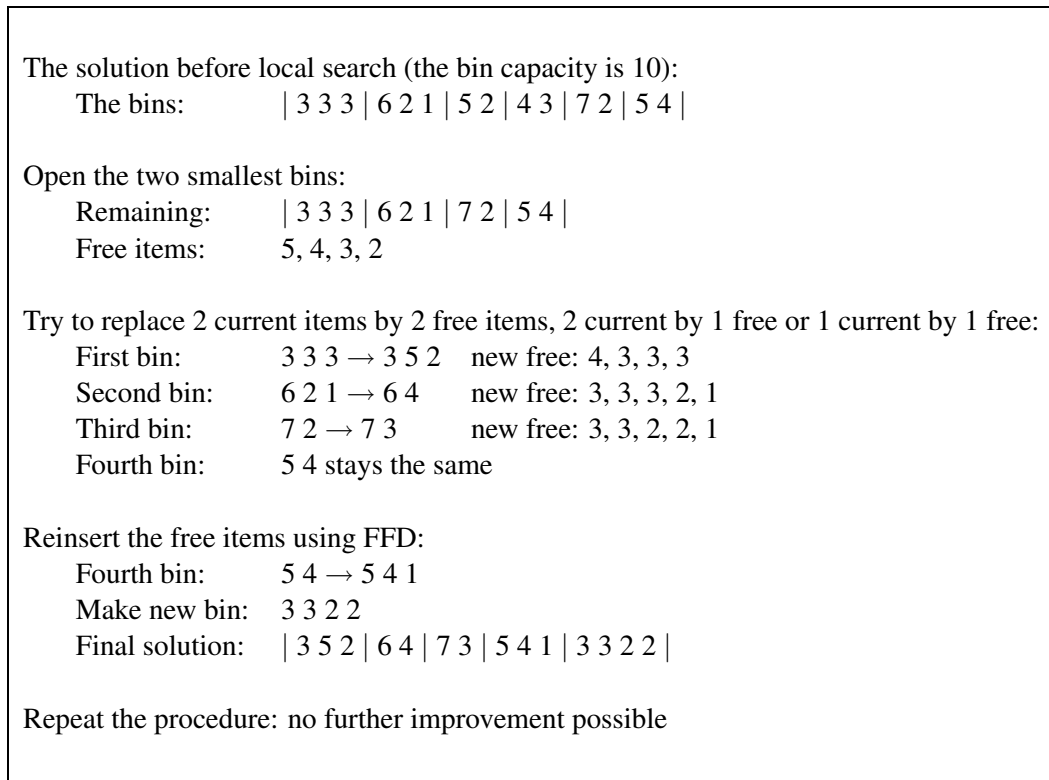 The solution before local search (the bin capacity is 10):
The bins: | 3 3 3 | 6 2 1 | 5 2 | 4 3 | 7 2 | 5 4 |
Open the two smallest bins:
Remaining: | 3 3 3 | 6 2 1 | 7 2 | 5 4 |
Free items: 5, 4, 3, 2
Try to replace 2 current items by 2 free items, 2 current by 1 free or 1 current by 1 free:
First bin: 3 3 3 → 3 5 2 new free: 4, 3, 3, 3
Second bin: 6 2 1 → 6 4 new free: 3, 3, 3, 2, 1
Third bin: 7 2 → 7 3 new free: 3, 3, 2, 2, 1
Fourth bin: 5 4 stays the same
Reinsert the free items using FFD:
Fourth bin: 5 4 → 5 4 1
Make new bin: 3 3 2 2
Final solution: | 3 5 2 | 6 4 | 7 3 | 5 4 1 | 3 3 2 2 |
Repeat the procedure: no further improvement possible